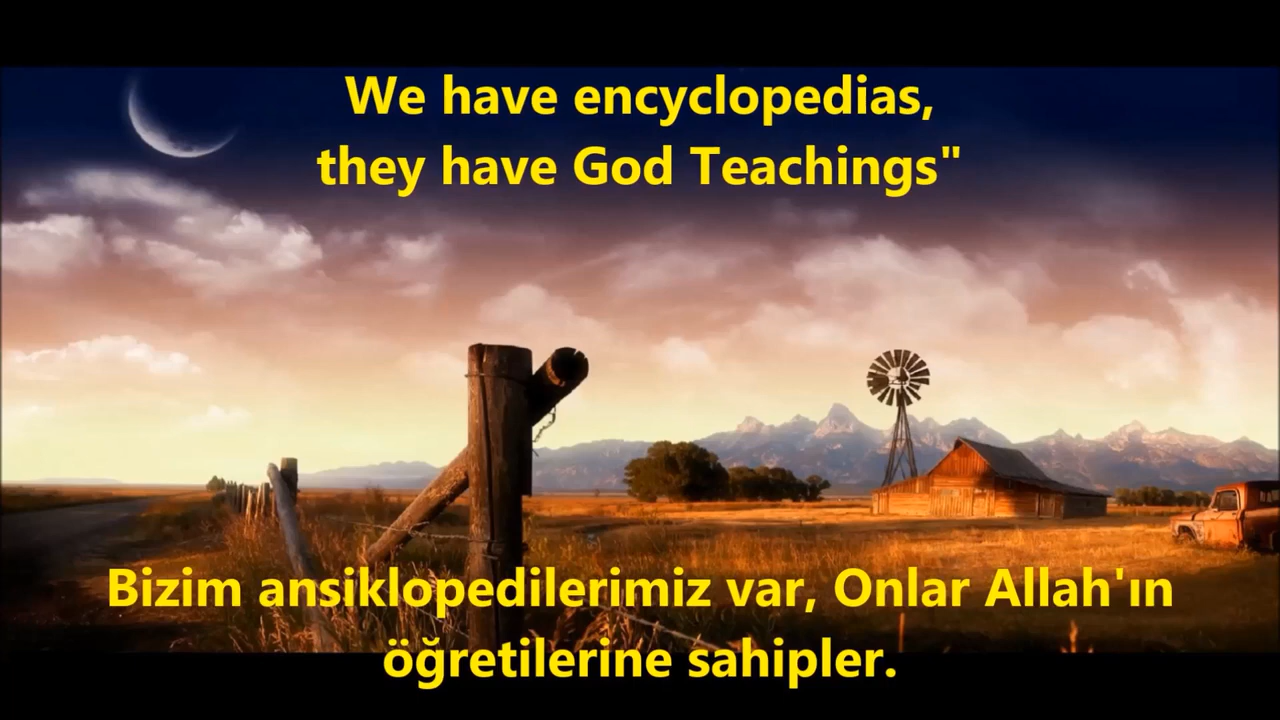 We have encyclopedias,
they have God Teachings"
Bizim ansiklopedilerimiz var, Onlar Allah'ın
öğretilerine sahipler.